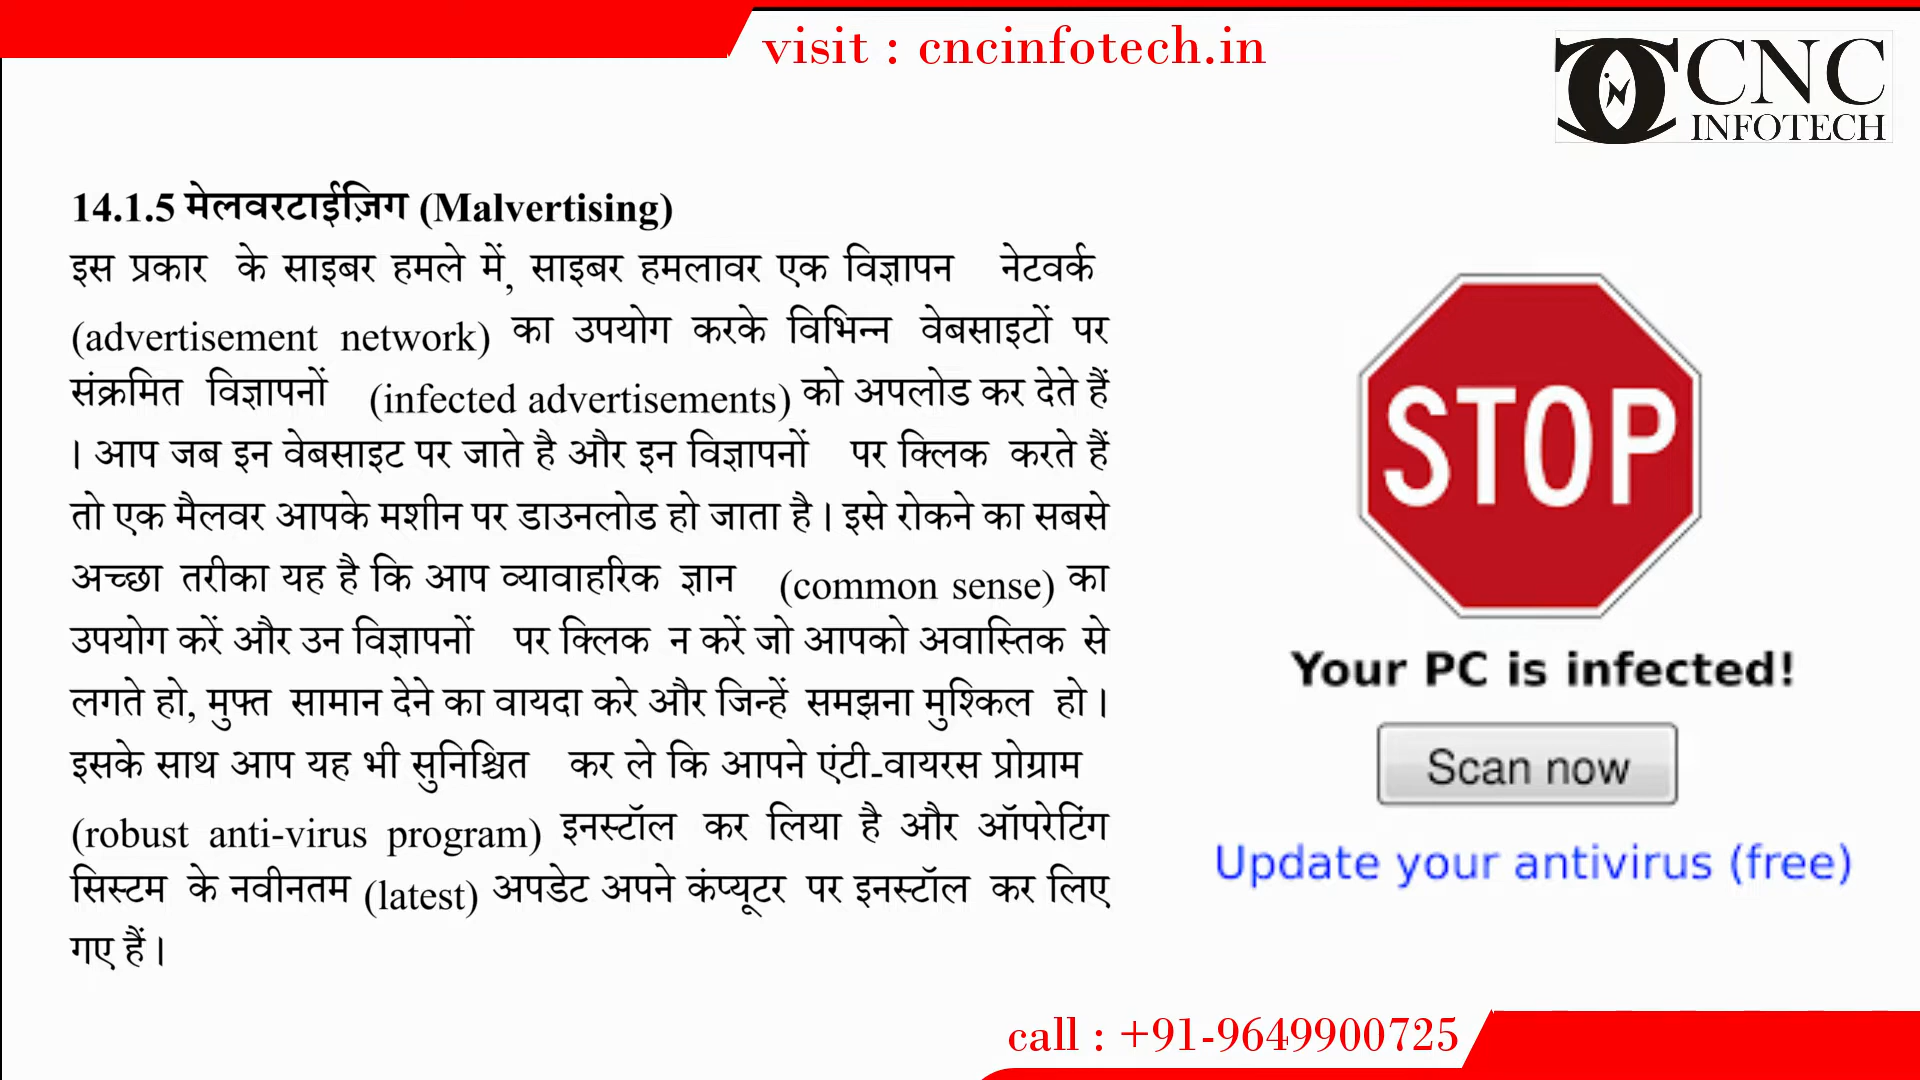 visit : cncinfotech.in
CNC
INFOTECH
14.1.5 मेलवरटाईज़िग (Malvertising)
इस प्रकार के साइबर हमले में, साइबर हमलावर एक विज्ञापन नेटवर्क
(advertisement network) का उपयोग करके विभिन्न वेबसाइटों पर
संक्रमित विज्ञापनों (infected advertisements) को अपलोड कर देते हैं
। आप जब इन वेबसाइट पर जाते है और इन विज्ञापनों पर क्लिक करते हैं
तो एक मैलवर आपके मशीन पर डाउनलोड हो जाता है। इसे रोकने का सबसे
अच्छा तरीका यह है कि आप व्यावाहरिक ज्ञान (common sense) का
उपयोग करें और उन विज्ञापनों पर क्लिक न करें जो आपको अवास्तिक से
लगते हो, मुफ्त सामान देने का वायदा करे और जिन्हें समझना मुश्किल हो।
इसके साथ आप यह भी सुनिश्चित कर ले कि आपने एंटी-वायरस प्रोग्राम
(robust anti-virus program) इनस्टॉल कर लिया है और ऑपरेटिंग
सिस्टम के नवीनतम (latest) अपडेट अपने कंप्यूटर पर इनस्टॉल कर लिए
गए हैं।
STOP
Your PC is infected!
Scan now
Update your antivirus (free)
call : +91-9649900725